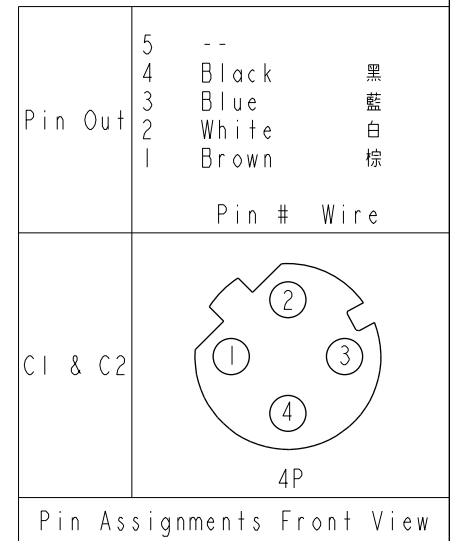 Pin Out
5 --
4 Black 黑
3 Blue 藍
2 White 白
1 Brown 棕
Pin # Wire
C1 & C2
2
1
3
4
4P
Pin Assignments Front View